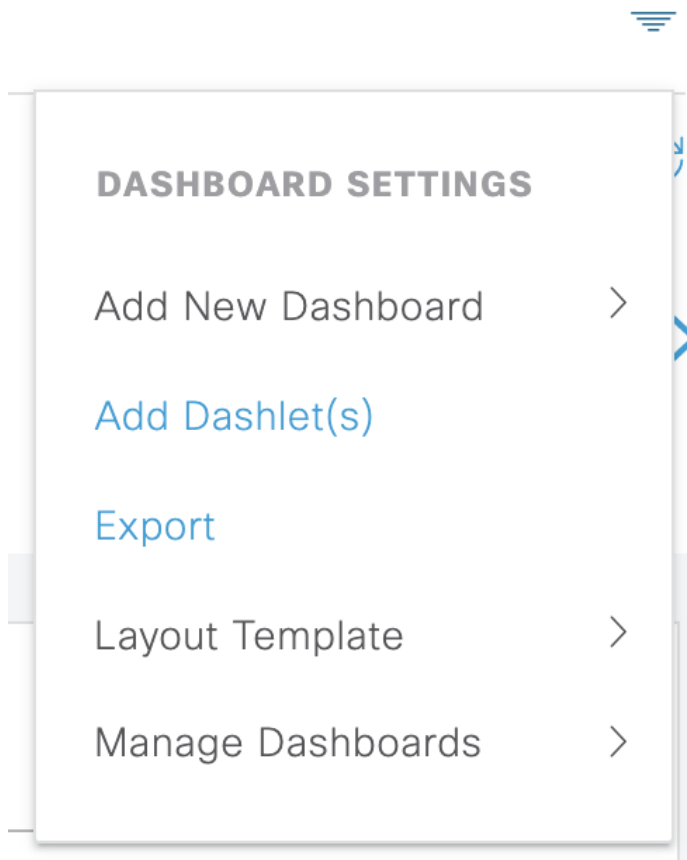 DASHBOARD SETTINGS
Add New Dashboard
Add Dashlet(s)
Export
Layout Template
Manage Dashboards